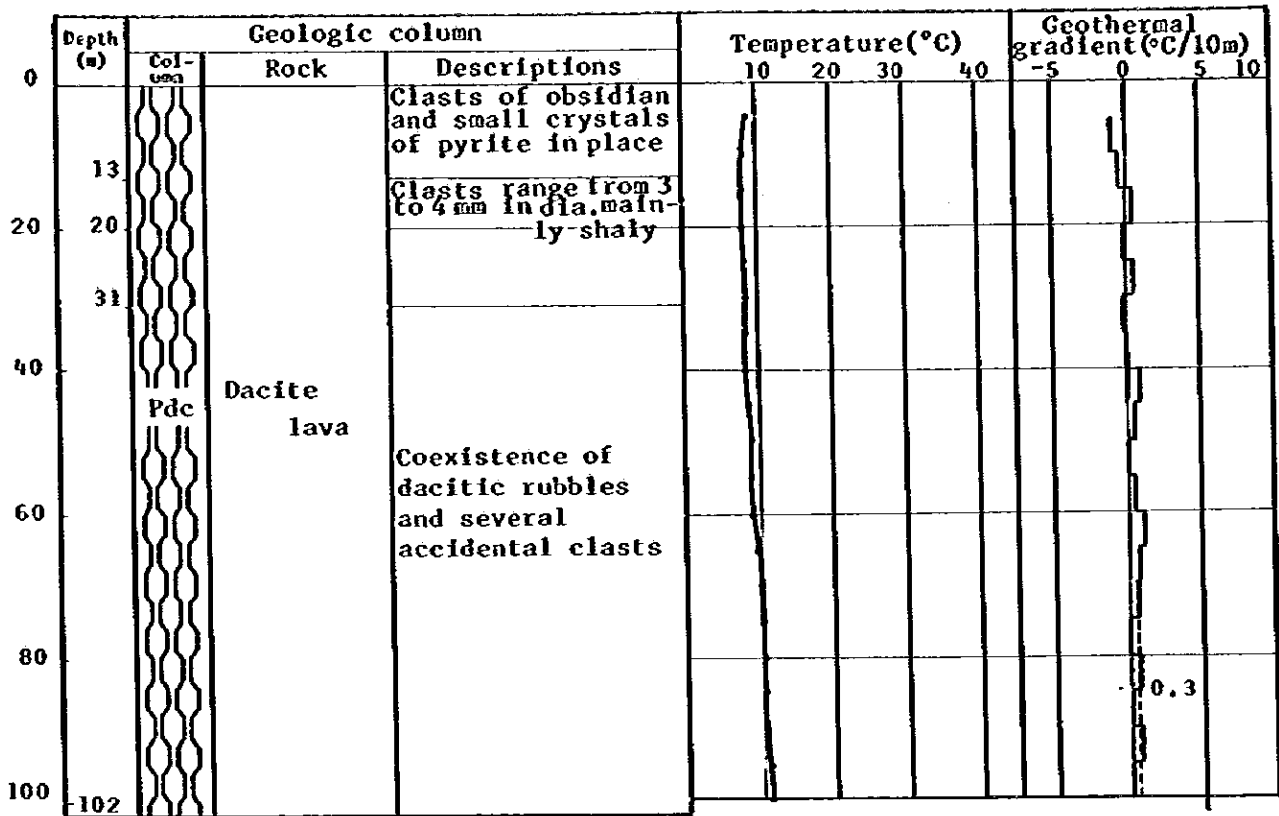 Depth
(m)
Geologic column
Col-
umn
Rock
Descriptions
Temperature(°C)
10 20 30 40
Geothermal
gradient(°C/10m)
-5 0 5 10
0
Clasts of obsidian
and small crystals
of pyrite in place
13
Clasts range from 3
to 4 mm in dia.main-
ly shaly
20 20
31
40
Pdc
Dacite
lava
Coexistence of
dacitic rubbles
and several
accidental clasts
60
80
0.3
100
102